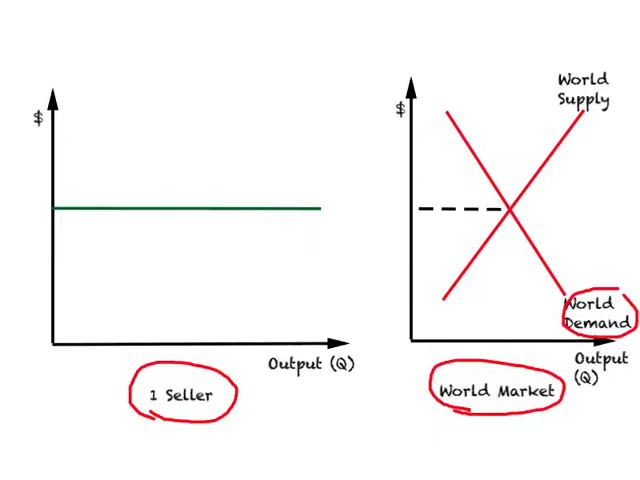 $
Output (Q)
1 Seller
World
Supply
$
World
Demand
Output
(Q)
World Market